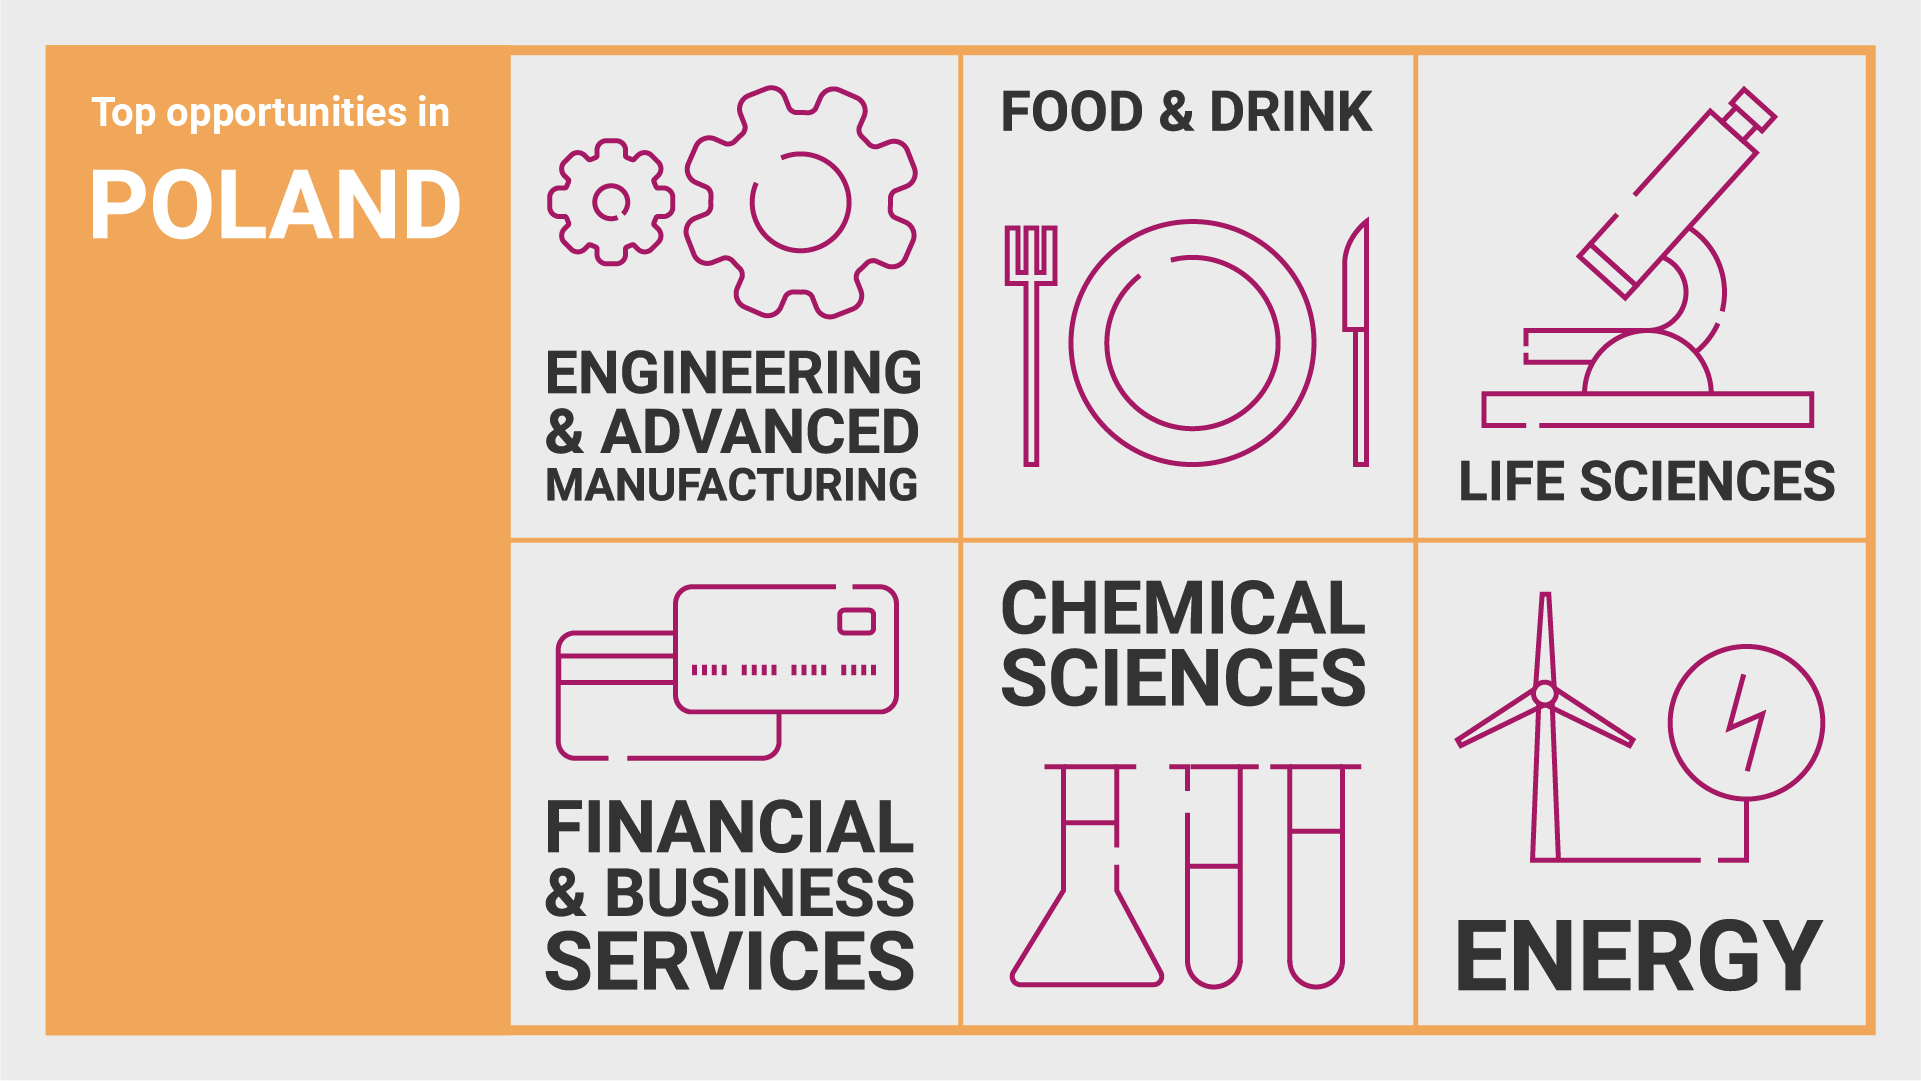 Top opportunities in
POLAND
ENGINEERING
& ADVANCED
MANUFACTURING
FOOD & DRINK
LIFE SCIENCES
FINANCIAL
& BUSINESS
SERVICES
CHEMICAL
SCIENCES
ENERGY